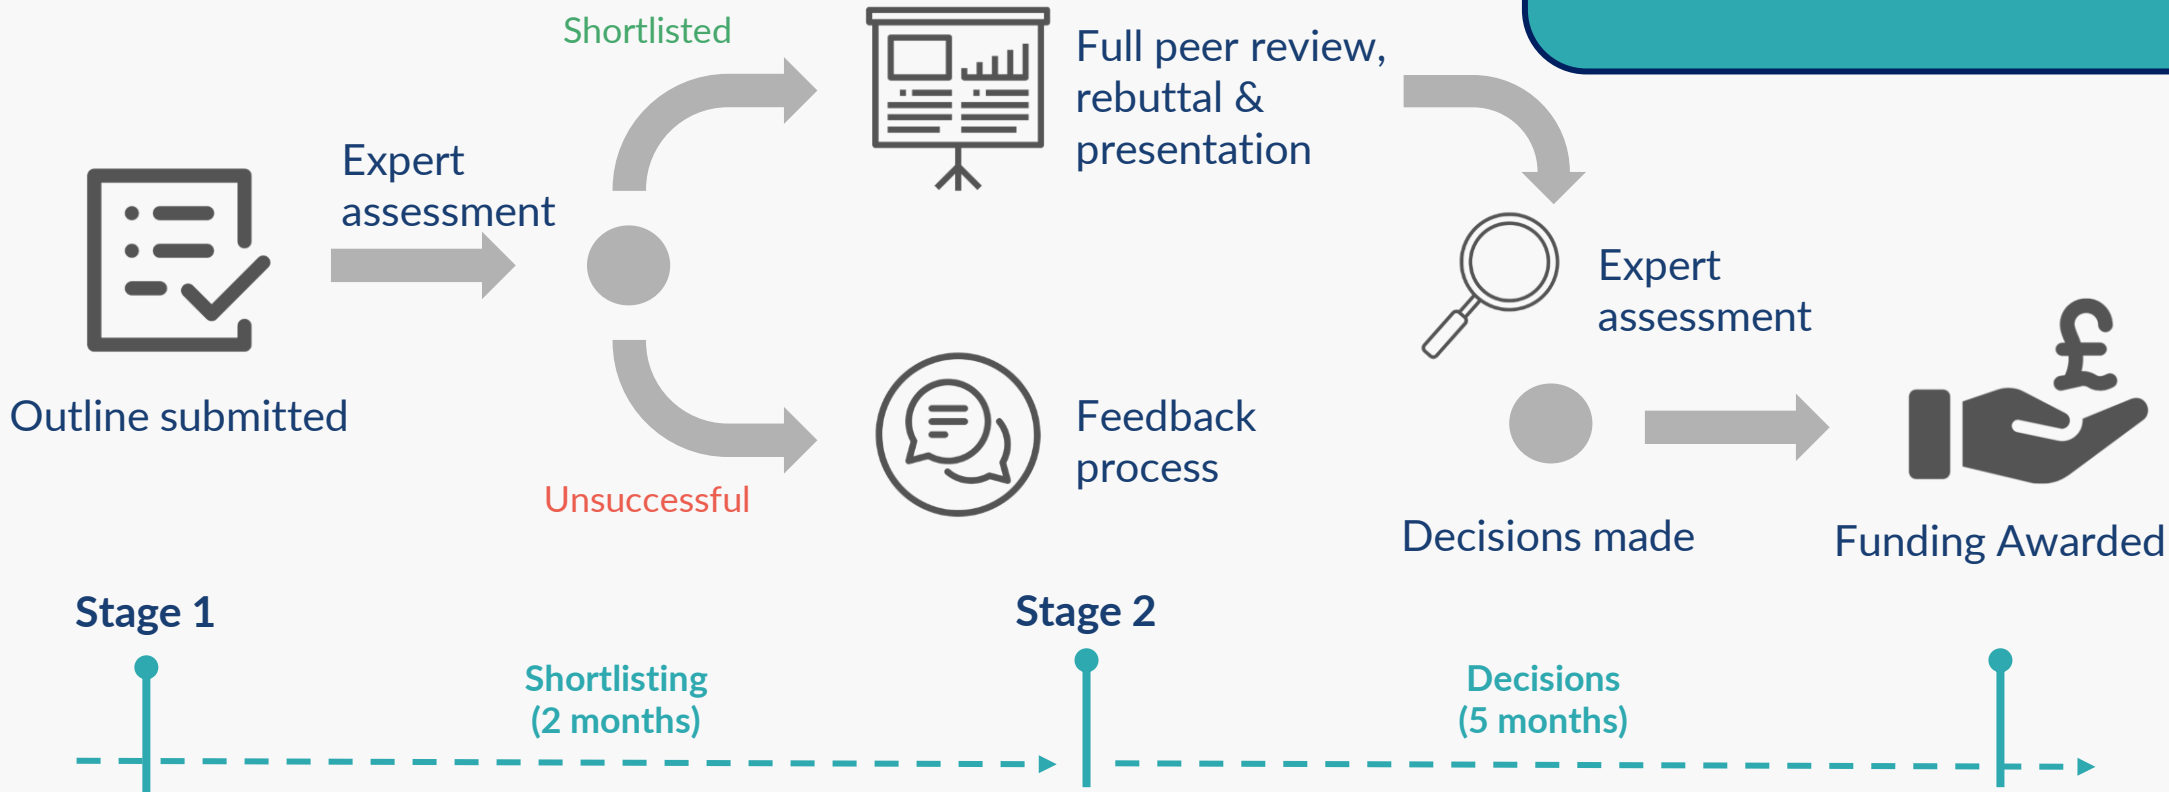 Shortlisted
Full peer review,
rebuttal &
presentation
Expert
assessment
Outline submitted
Unsuccessful
Feedback
process
Expert
assessment
£
Decisions made
Funding Awarded
Stage 1
Stage 2
Shortlisting
(2 months)
Decisions
(5 months)